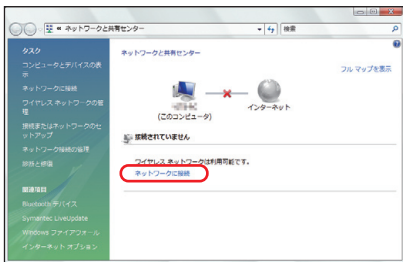 « ネットワークと共有センター
検索
タスク
コンピュータとデバイスの表
示
ネットワークに接続
ワイヤレス ネットワークの管
理
接続またはネットワークのセ
ットアップ
ネットワーク接続の管理
診断と修復
関連項目
Bluetooth デバイス
Symantec LiveUpdate
Windows ファイアウォール
インターネット オプション
ネットワークと共有センター
フル マップを表示
(このコンピュータ)
インターネット
接続されていません
ワイヤレス ネットワークは利用可能です。
ネットワークに接続